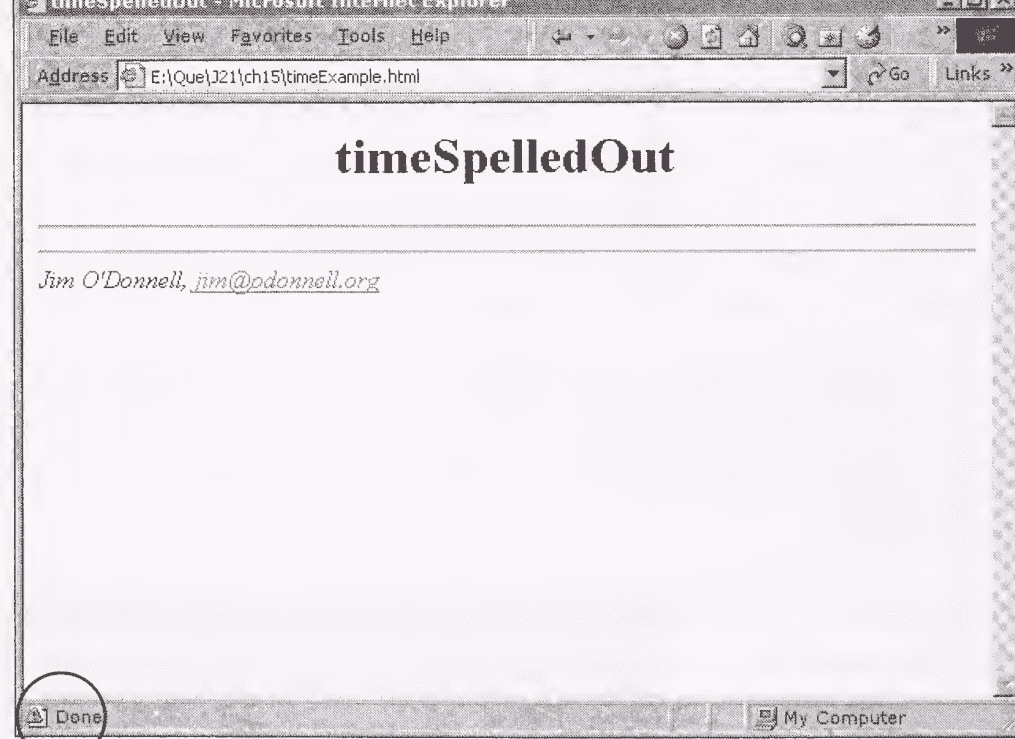 timeSpelledOut - Microsoft Internet Explorer
File Edit View Favorites Tools Help »
Address E:\Que\J21\ch15\timeExample.html Go Links »
timeSpelledOut
Jim O'Donnell, jim@odonnell.org
Done My Computer